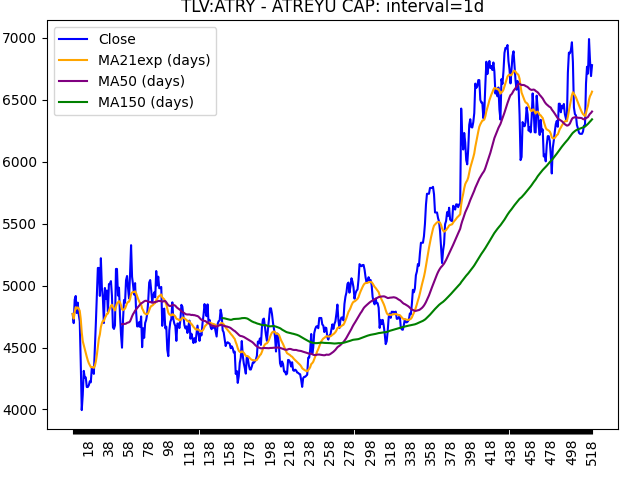 TLV:ATRY - ATREYU CAP: interval=1d
Close
MA21exp (days)
MA50 (days)
MA150 (days)
7000
6500
6000
5500
5000
4500
4000
18 38 58 78 98 118 138 158 178 198 218 238 258 278 298 318 338 358 378 398 418 438 458 478 498 518